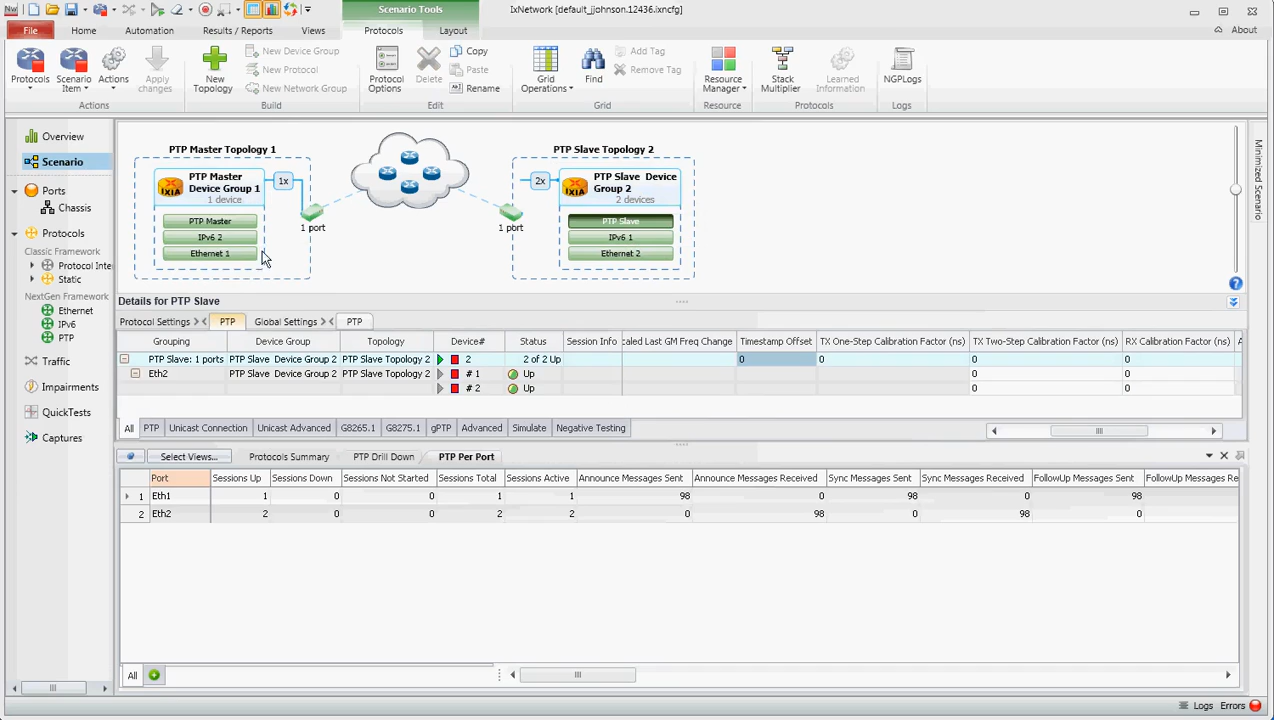 Scenario Tools
IxNetwork [default_jjohnson.12436.ixncfg]
File Home Automation Results / Reports Views Protocols Layout About
Protocols Scenario Item Actions Apply changes
Actions
New Topology New Device Group New Protocol New Network Group
Build
Protocol Options Delete Copy Paste Rename
Edit
Grid Operations Find Add Tag Remove Tag
Grid
Resource Manager
Resource
Stack Multiplier Learned Information
Protocols
NGPLogs
Logs
Overview
Scenario
Ports
Chassis
Protocols
Classic Framework
Protocol Inte
Static
NextGen Framework
Ethernet
IPv6
PTP
Traffic
Impairments
QuickTests
Captures
PTP Master Topology 1
PTP Master
Device Group 1
1 device
IXIA
1x
PTP Master
IPv6 2
Ethernet 1
1 port
1 port
PTP Slave Topology 2
2x
IXIA
PTP Slave Device
Group 2
2 devices
PTP Slave
IPv6 1
Ethernet 2
Minimized Scenario
Details for PTP Slave
Protocol Settings PTP Global Settings PTP
Grouping Device Group Topology Device# Status Session Info caled Last GM Freq Change Timestamp Offset TX One-Step Calibration Factor (ns) TX Two-Step Calibration Factor (ns) RX Calibration Factor (ns) A
PTP Slave: 1 ports PTP Slave Device Group 2 PTP Slave Topology 2 2 2 of 2 Up 0 0 0 0
Eth2 PTP Slave Device Group 2 PTP Slave Topology 2 # 1 Up 0 0
# 2 Up 0 0
All PTP Unicast Connection Unicast Advanced G8265.1 G8275.1 gPTP Advanced Simulate Negative Testing
Select Views... Protocols Summary PTP Drill Down PTP Per Port
Port Sessions Up Sessions Down Sessions Not Started Sessions Total Sessions Active Announce Messages Sent Announce Messages Received Sync Messages Sent Sync Messages Received FollowUp Messages Sent FollowUp Messages Re
1 Eth1 1 0 0 1 1 98 0 98 0 98
2 Eth2 2 0 0 2 2 0 98 0 98 0
All
Logs Errors